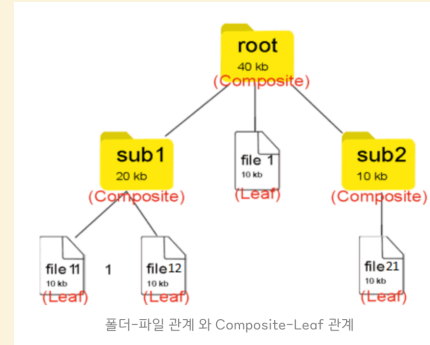 root
40 kb
(Composite)
sub1
20 kb
(Composite)
file 1
10 kb
(Leaf)
sub2
10 kb
(Composite)
file 11
10 kb
(Leaf)
1
file12
10 kb
(Leaf)
file21
10 kb
(Leaf)
폴더-파일 관계 와 Composite-Leaf 관계